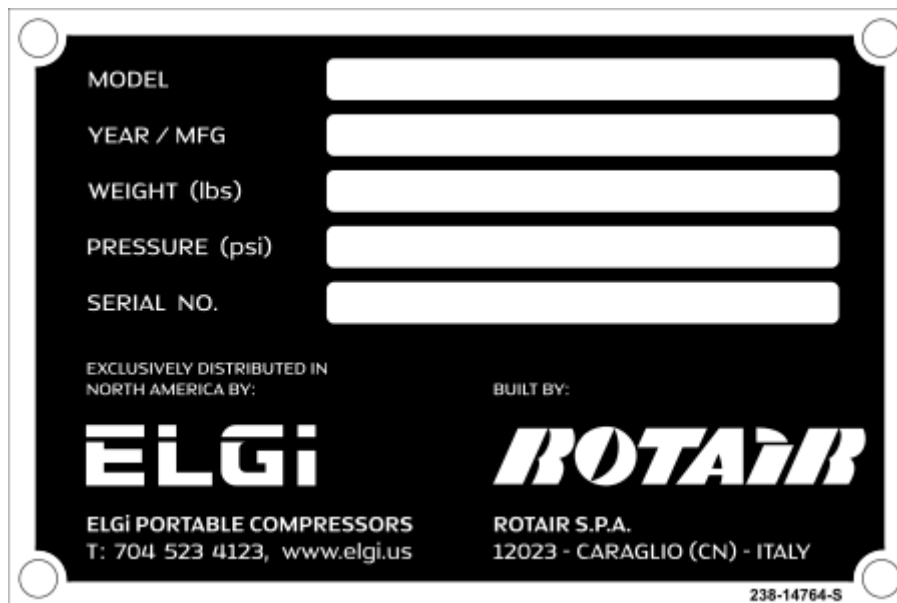 MODEL
YEAR / MFG
WEIGHT (lbs)
PRESSURE (psi)
SERIAL NO.
EXCLUSIVELY DISTRIBUTED IN
NORTH AMERICA BY:
ELGi
ELGi PORTABLE COMPRESSORS
T: 704 523 4123, www.elgi.us
BUILT BY:
ROTAiR
ROTAIR S.P.A.
12023 - CARAGLIO (CN) - ITALY
238-14764-S